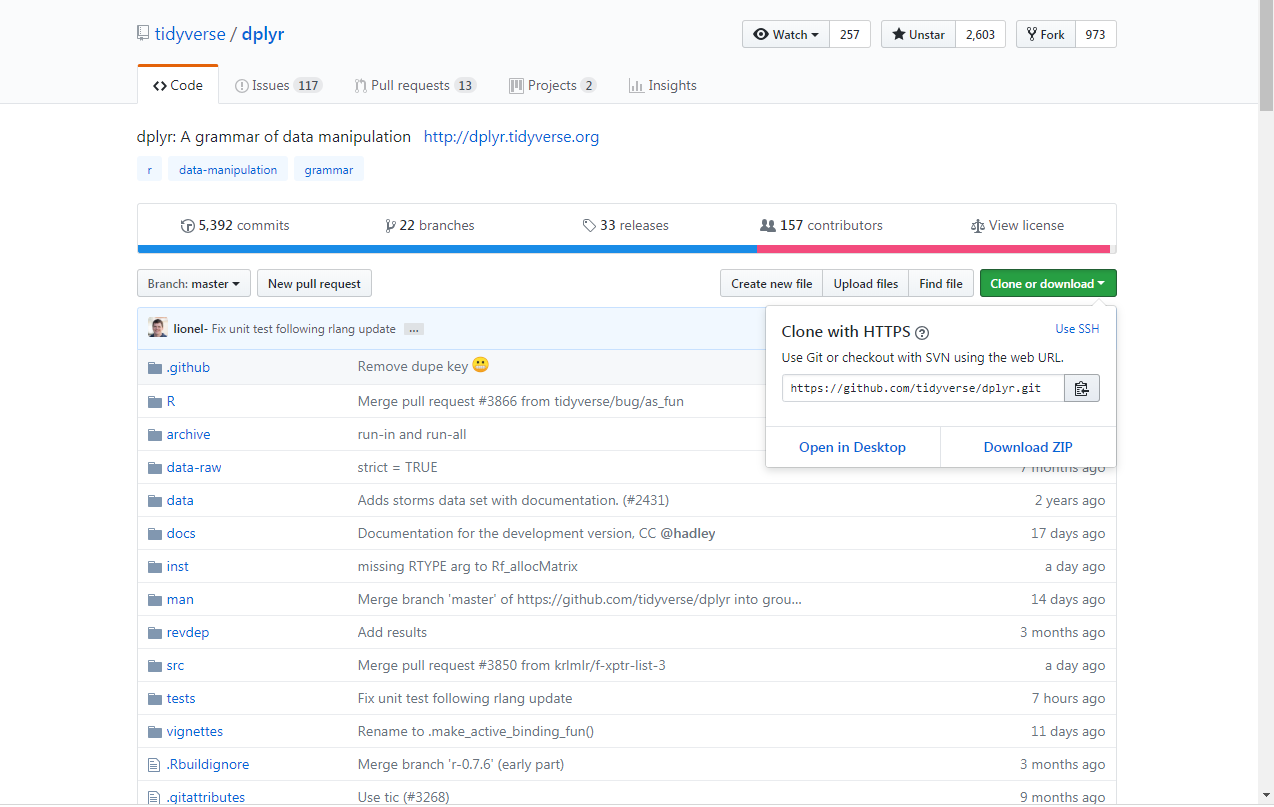 tidyverse / dplyr
Watch 257 Unstar 2,603 Fork 973
Code Issues 117 Pull requests 13 Projects 2 Insights
dplyr: A grammar of data manipulation http://dplyr.tidyverse.org
r data-manipulation grammar
5,392 commits 22 branches 33 releases 157 contributors View license
Branch: master New pull request Create new file Upload files Find file Clone or download
lionel- Fix unit test following rlang update ...
Clone with HTTPS ? Use SSH
Use Git or checkout with SVN using the web URL.
https://github.com/tidyverse/dplyr.git
Open in Desktop Download ZIP
.github Remove dupe key 😬
R Merge pull request #3866 from tidyverse/bug/as_fun
archive run-in and run-all
data-raw strict = TRUE 7 months ago
data Adds storms data set with documentation. (#2431) 2 years ago
docs Documentation for the development version, CC @hadley 17 days ago
inst missing RTYPE arg to Rf_allocMatrix a day ago
man Merge branch 'master' of https://github.com/tidyverse/dplyr into grou… 14 days ago
revdep Add results 3 months ago
src Merge pull request #3850 from krlmlr/f-xptr-list-3 a day ago
tests Fix unit test following rlang update 7 hours ago
vignettes Rename to .make_active_binding_fun() 11 days ago
.Rbuildignore Merge branch 'r-0.7.6' (early part) 3 months ago
.gitattributes Use tic (#3268) 9 months ago